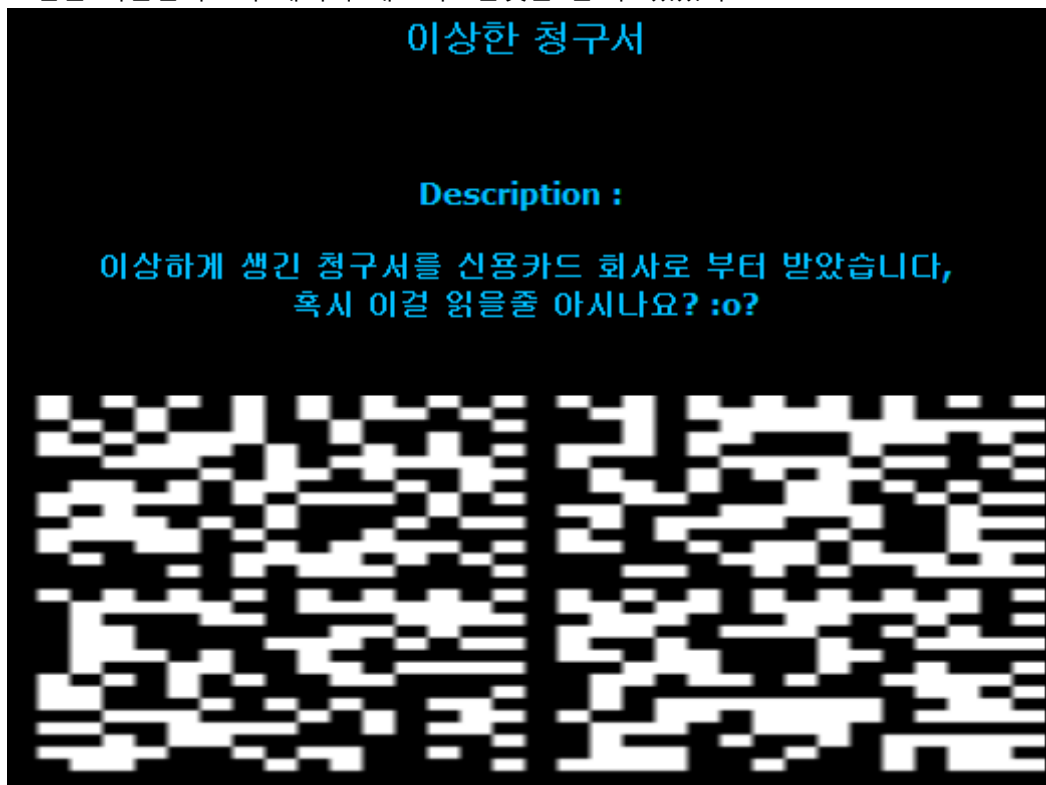 이상한 청구서
Description :
이상하게 생긴 청구서를 신용카드 회사로 부터 받았습니다,
혹시 이걸 읽을줄 아시나요? :o?